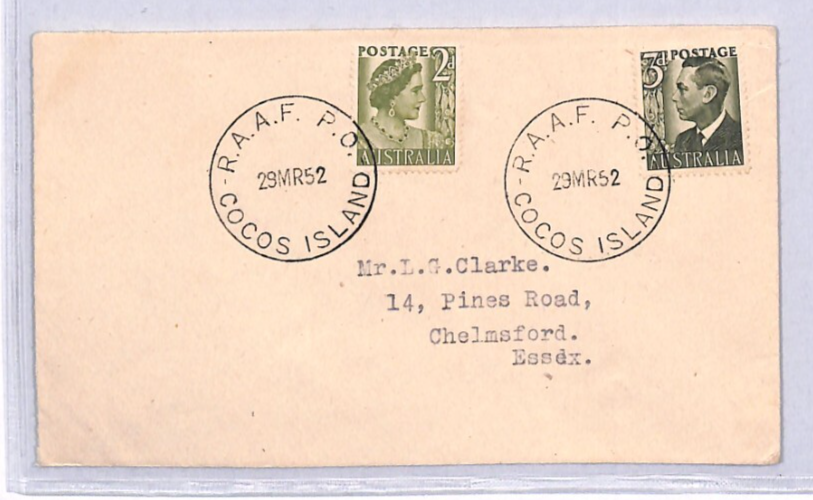 POSTAGE 2d
AUSTRALIA
3d POSTAGE
AUSTRALIA
R.A.A.F. P.O.
29MR52
COCOS ISLAND
R.A.A.F. P.O.
29MR52
COCOS ISLAND
Mr.L.G.Clarke.
14, Pines Road,
Chelmsford.
Essex.